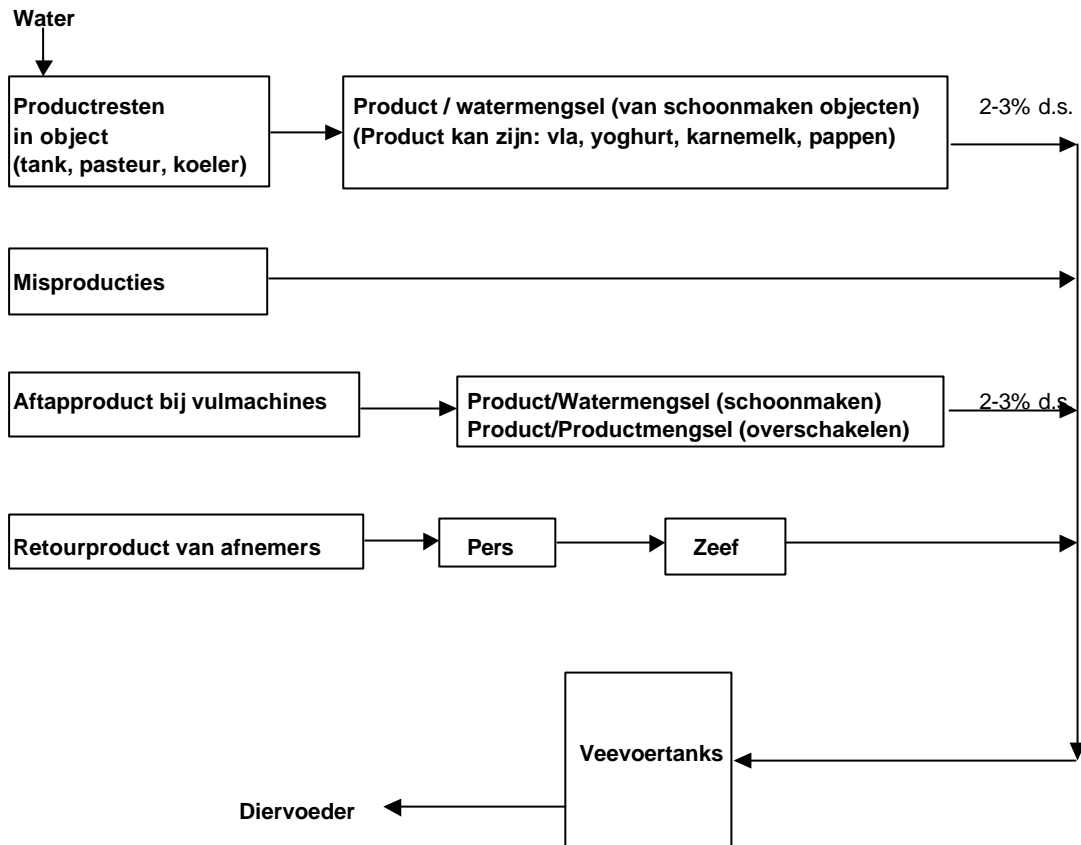 Water
Productresten
in object
(tank, pasteur, koeler)
Product / watermengsel (van schoonmaken objecten)
(Product kan zijn: vla, yoghurt, karnemelk, pappen)
2-3% d.s.
Misproducties
Aftapproduct bij vulmachines
Product/Watermengsel (schoonmaken)
Product/Productmengsel (overschakelen)
2-3% d.s.
Retourproduct van afnemers
Pers
Zeef
Veevoertanks
Diervoeder